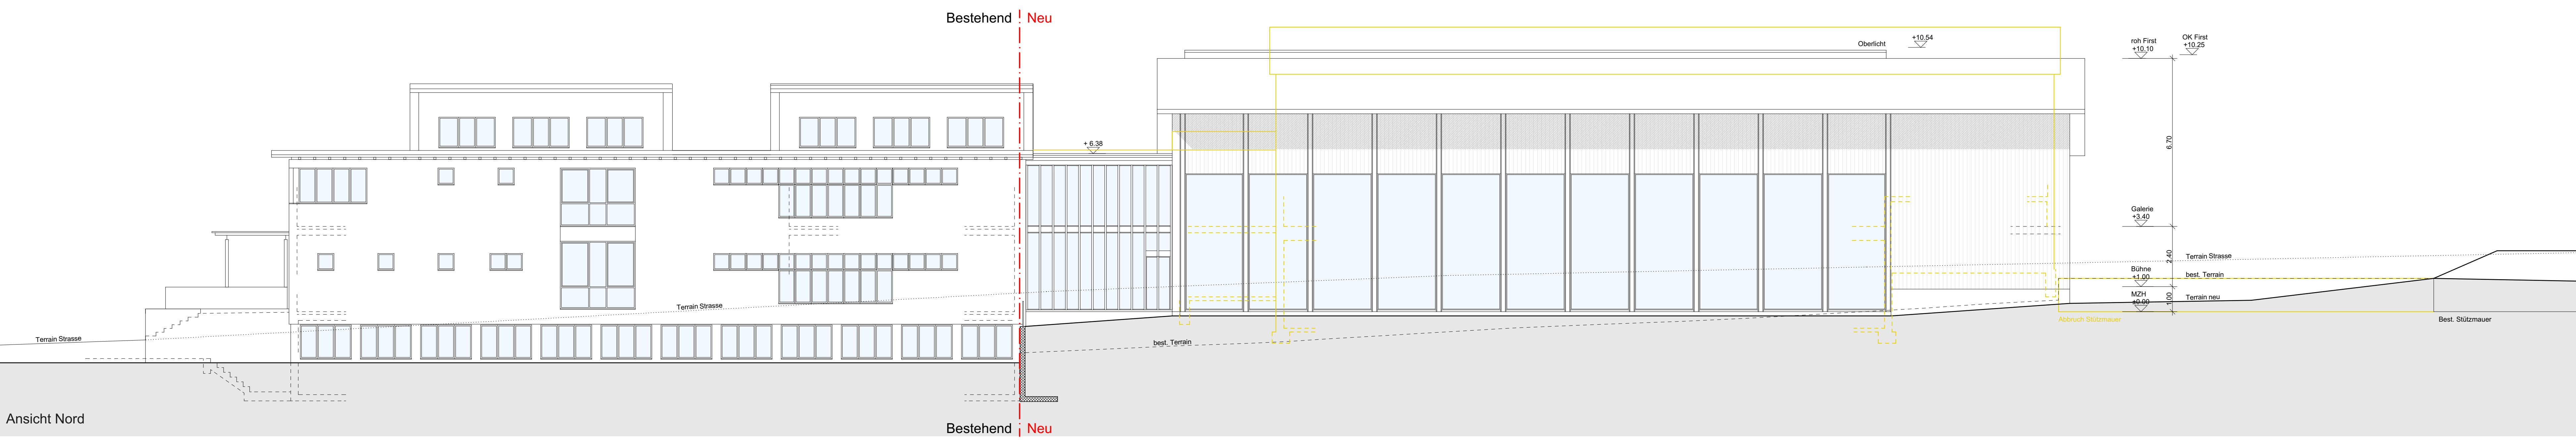 Bestehend Neu
Oberlicht
+10.54
roh First
+10.10
OK First
+10.25
+ 6.38
6.70
Galerie
+3.40
2.40
Terrain Strasse
Bühne
+1.00
best. Terrain
MZH
+0.00
1.00
Terrain neu
Terrain Strasse
Abbruch Stützmauer
Best. Stützmauer
Terrain Strasse
best. Terrain
Ansicht Nord
Bestehend Neu